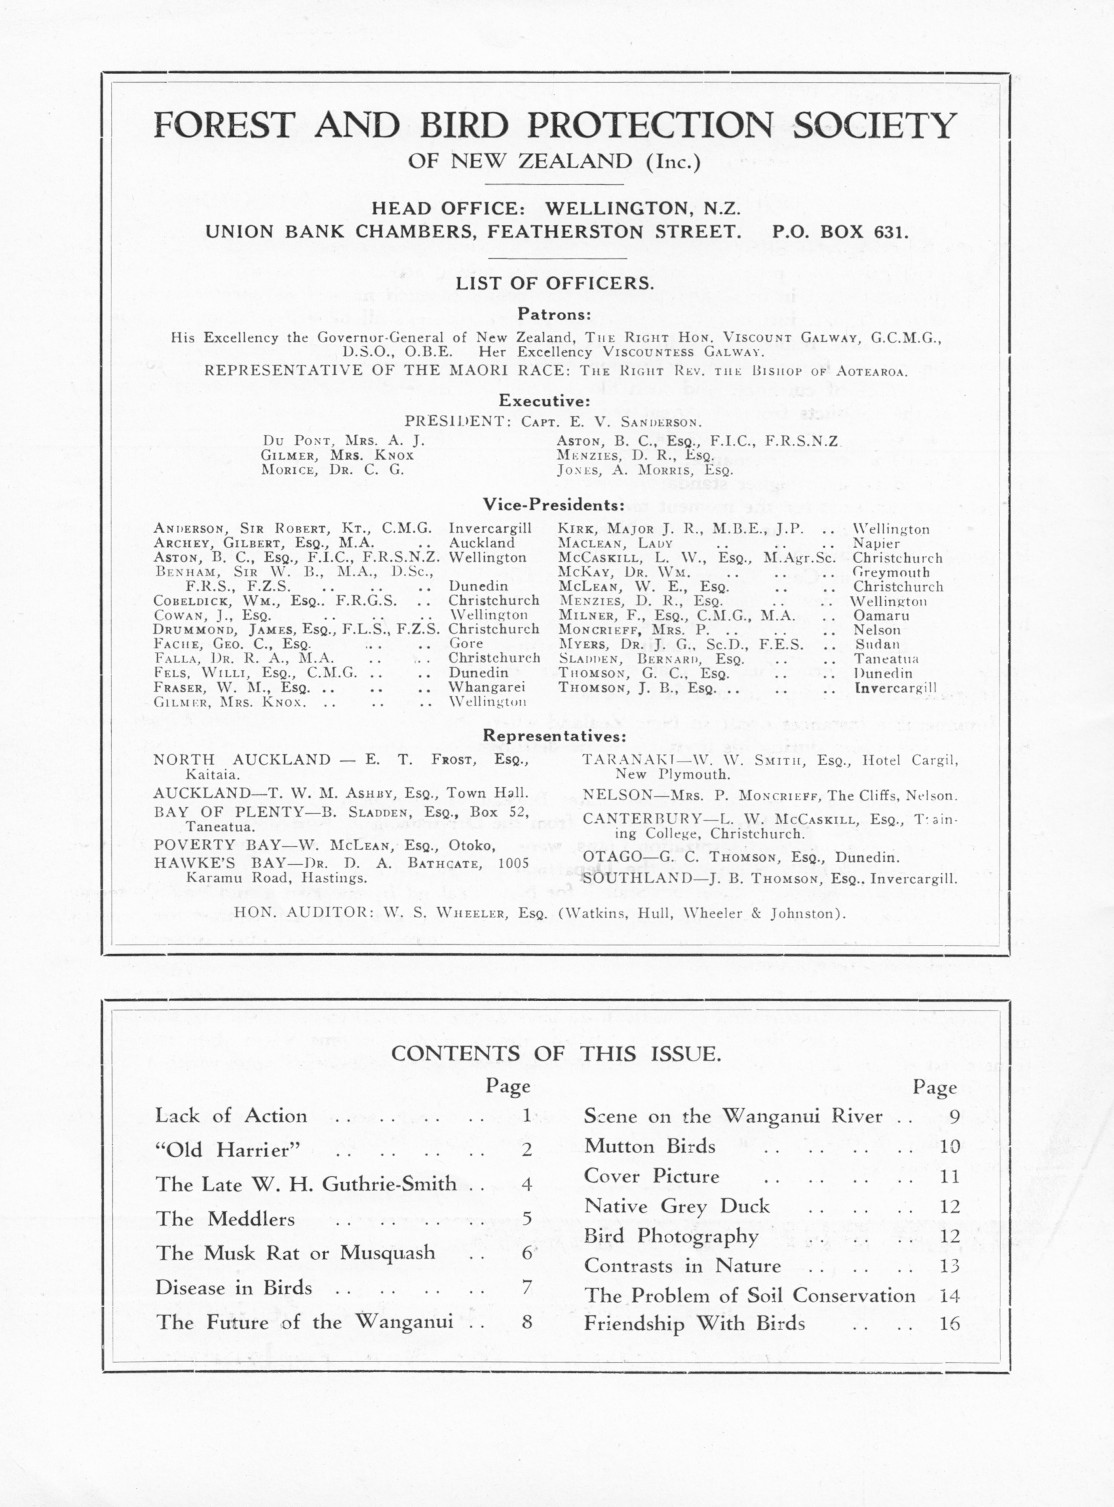 FOREST AND BIRD PROTECTION SOCIETY
OF NEW ZEALAND (Inc.)
HEAD OFFICE: WELLINGTON, N.Z.
UNION BANK CHAMBERS, FEATHERSTON STREET. P.O. BOX 631.
LIST OF OFFICERS.
Patrons:
His Excellency the Governor-General of New Zealand, THE RIGHT HON. VISCOUNT GALWAY, G.C.M.G.,
D.S.O., O.B.E. Her Excellency VISCOUNTESS GALWAY.
REPRESENTATIVE OF THE MAORI RACE: THE RIGHT REV. THE BISHOP OF AOTEAROA.
Executive:
PRESIDENT: CAPT. E. V. SANDERSON.
DU PONT, MRS. A. J.
GILMER, MRS. KNOX
MORICE, DR. C. G.
ASTON, B. C., ESQ., F.I.C., F.R.S.N.Z
MENZIES, D. R., ESQ.
JONES, A. MORRIS, ESQ.
Vice-Presidents:
ANDERSON, SIR ROBERT, KT., C.M.G. Invercargill
ARCHEY, GILBERT, ESQ., M.A. .. Auckland
ASTON, B. C., ESQ., F.I.C., F.R.S.N.Z. Wellington
BENHAM, SIR W. B., M.A., D.SC.,
F.R.S., F.Z.S. .. .. .. Dunedin
COBELDICK, WM., ESQ.. F.R.G.S. .. Christchurch
COWAN, J., ESQ. .. .. .. Wellington
DRUMMOND, JAMES, ESQ., F.L.S., F.Z.S. Christchurch
FACHE, GEO. C., ESQ. .. .. Gore
FALLA, DR. R. A., M.A. .. .. Christchurch
FELS, WILLI, ESQ., C.M.G. .. .. Dunedin
FRASER, W. M., ESQ. .. .. .. Whangarei
GILMER, MRS. KNOX. .. .. .. Wellington
KIRK, MAJOR J. R., M.B.E., J.P. .. Wellington
MACLEAN, LADY .. .. .. Napier
MCCASKILL, L. W., ESQ., M.Agr.Sc. Christchurch
MCKAY, DR. WM. .. .. .. Greymouth
MCLEAN, W. E., ESQ. .. .. Christchurch
MENZIES, D. R., ESQ. .. .. Wellington
MILNER, F., ESQ., C.M.G., M.A. .. Oamaru
MONCRIEFF, MRS. P. .. .. .. Nelson
MYERS, DR. J. G., SC.D., F.E.S. .. Sudan
SLADDEN, BERNARD, ESQ. .. .. Taneatua
THOMSON, G. C., ESQ. .. .. Dunedin
THOMSON, J. B., ESQ. .. .. .. Invercargill
Representatives:
NORTH AUCKLAND — E. T. FROST, ESQ.,
Kaitaia.
AUCKLAND—T. W. M. ASHBY, ESQ., Town Hall.
BAY OF PLENTY—B. SLADDEN, ESQ., Box 52,
Taneatua.
POVERTY BAY—W. MCLEAN, ESQ., Otoko,
HAWKE'S BAY—DR. D. A. BATHGATE, 1005
Karamu Road, Hastings.
TARANAKI—W. W. SMITH, ESQ., Hotel Cargil,
New Plymouth.
NELSON—MRS. P. MONCRIEFF, The Cliffs, Nelson.
CANTERBURY—L. W. MCCASKILL, ESQ., Train-
ing College, Christchurch.
OTAGO—G. C. THOMSON, ESQ., Dunedin.
SOUTHLAND—J. B. THOMSON, ESQ., Invercargill.
HON. AUDITOR: W. S. WHEELER, ESQ. (Watkins, Hull, Wheeler & Johnston).
CONTENTS OF THIS ISSUE.
Page
Lack of Action .. .. .. .. 1
"Old Harrier" .. .. .. .. 2
The Late W. H. Guthrie-Smith .. 4
The Meddlers .. .. .. .. 5
The Musk Rat or Musquash .. 6
Disease in Birds .. .. .. .. 7
The Future of the Wanganui .. 8
Page
Scene on the Wanganui River .. 9
Mutton Birds .. .. .. .. 10
Cover Picture .. .. .. .. 11
Native Grey Duck .. .. .. 12
Bird Photography .. .. .. 12
Contrasts in Nature .. .. .. 13
The Problem of Soil Conservation 14
Friendship With Birds .. .. 16